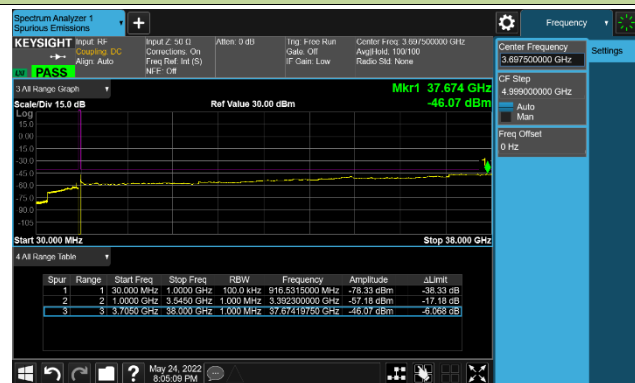 Spectrum Analyzer 1
Spurious Emissions
Frequency
KEYSIGHT
Input: RF
Coupling: DC
Align: Auto
Input Z: 50 Ω
Corrections: On
Freq Ref: Int (S)
NFE: Off
Atten: 0 dB
Trig: Free Run
Gate: Off
IF Gain: Low
Center Freq: 3.697500000 GHz
Avg|Hold: 100/100
Radio Std: None
PASS
Center Frequency
3.697500000 GHz
Settings
CF Step
4.999000000 GHz
Auto
Man
Freq Offset
0 Hz
3 All Range Graph
Mkr1 37.674 GHz
Scale/Div 15.0 dB
Ref Value 30.00 dBm
-46.07 dBm
Log
15.0
0.00
-15.0
-30.0
-45.0
-60.0
-75.0
-90.0
-105
Start 30.000 MHz
Stop 38.000 GHz
4 All Range Table
Spur Range Start Freq Stop Freq RBW Frequency Amplitude ΔLimit
1 1 30.000 MHz 1.0000 GHz 100.0 kHz 916.5315000 MHz -78.33 dBm -38.33 dB
2 2 1.0000 GHz 3.5450 GHz 1.000 MHz 3.392300000 GHz -57.18 dBm -17.18 dB
3 3 3.7050 GHz 38.000 GHz 1.000 MHz 37.67419750 GHz -46.07 dBm -6.068 dB
May 24, 2022
8:05:09 PM